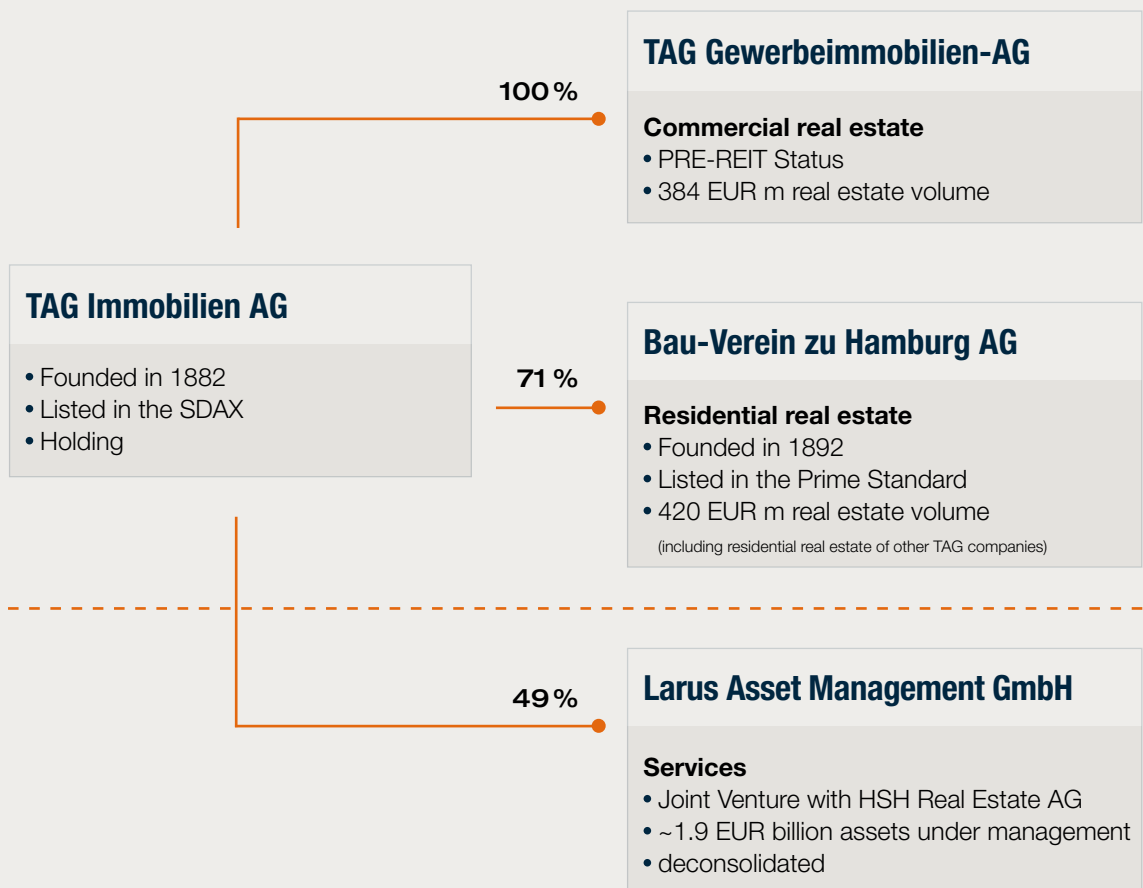 TAG Gewerbeimmobilien-AG
100 %
Commercial real estate
• PRE-REIT Status
• 384 EUR m real estate volume
TAG Immobilien AG
• Founded in 1882
• Listed in the SDAX
• Holding
71 %
Bau-Verein zu Hamburg AG
Residential real estate
• Founded in 1892
• Listed in the Prime Standard
• 420 EUR m real estate volume
(including residential real estate of other TAG companies)
49 %
Larus Asset Management GmbH
Services
• Joint Venture with HSH Real Estate AG
• ~1.9 EUR billion assets under management
• deconsolidated